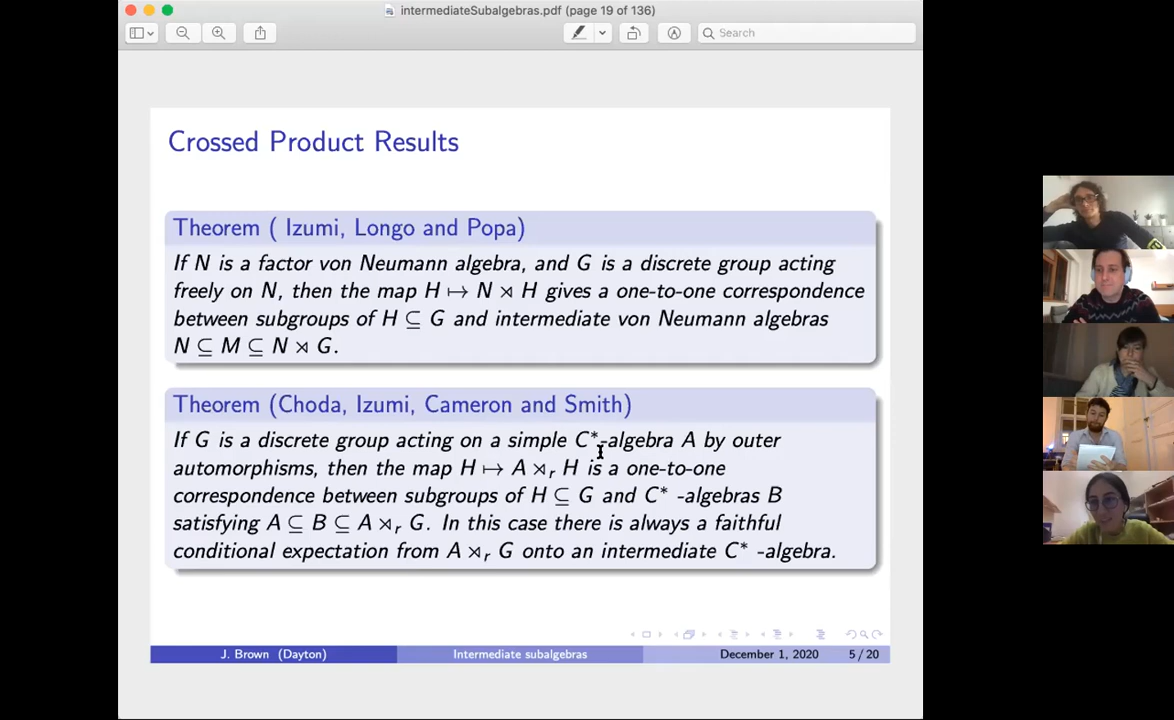 intermediateSubalgebras.pdf (page 19 of 136)
Search
Crossed Product Results
Theorem ( Izumi, Longo and Popa)
If N is a factor von Neumann algebra, and G is a discrete group acting
freely on N, then the map H ↦ N ⋊ H gives a one-to-one correspondence
between subgroups of H ⊆ G and intermediate von Neumann algebras
N ⊆ M ⊆ N ⋊ G.
Theorem (Choda, Izumi, Cameron and Smith)
If G is a discrete group acting on a simple C*-algebra A by outer
automorphisms, then the map H ↦ A ⋊r H is a one-to-one
correspondence between subgroups of H ⊆ G and C* -algebras B
satisfying A ⊆ B ⊆ A ⋊r G. In this case there is always a faithful
conditional expectation from A ⋊r G onto an intermediate C* -algebra.
J. Brown (Dayton) Intermediate subalgebras December 1, 2020 5 / 20